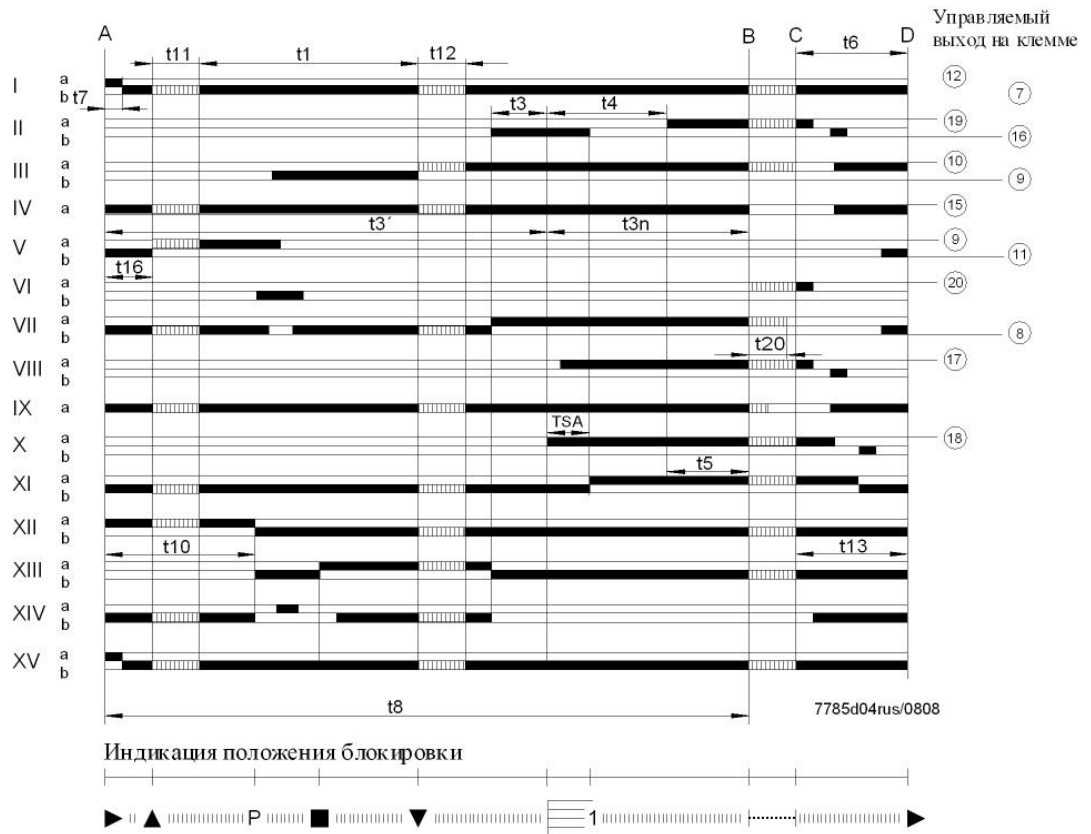 Управляемый
выход на клемме
A B C D
t11 t1 t12 t6
I a b 12 7
t7
t3 t4
II a b 19 16
III a b 10 9
IV a 15
t3´ t3n
V a b 9 11
t16
VI a b 20
VII a b 8
t20
VIII a b 17
IX a
TSA
X a b 18
t5
XI a b
XII a b
t10 t13
XIII a b
XIV a b
XV a b
t8
7785d04rus/0808
Индикация положения блокировки
P 1